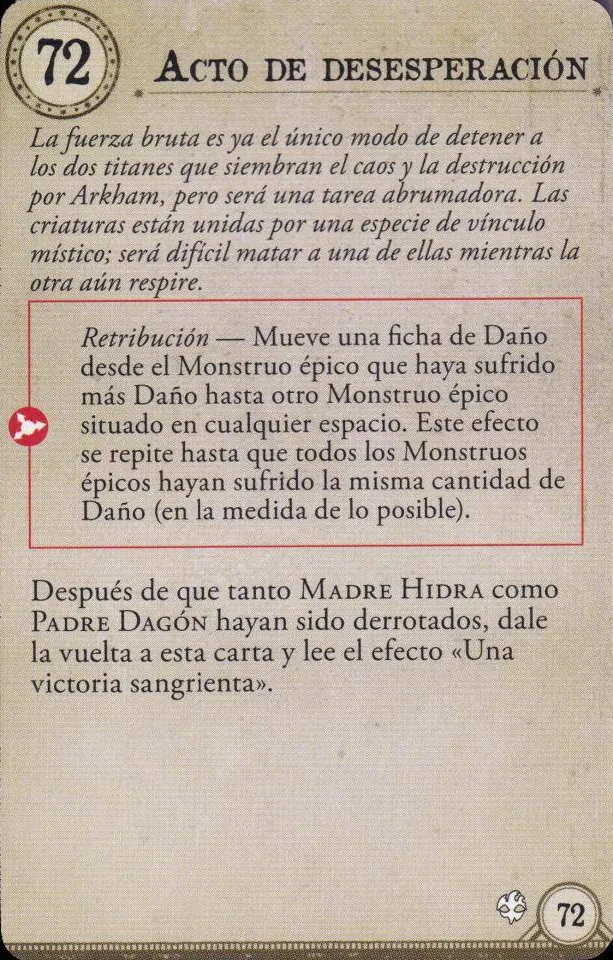 72
Acto de desesperación
La fuerza bruta es ya el único modo de detener a
los dos titanes que siembran el caos y la destrucción
por Arkham, pero será una tarea abrumadora. Las
criaturas están unidas por una especie de vínculo
místico; será difícil matar a una de ellas mientras la
otra aún respire.
Retribución — Mueve una ficha de Daño
desde el Monstruo épico que haya sufrido
más Daño hasta otro Monstruo épico
situado en cualquier espacio. Este efecto
se repite hasta que todos los Monstruos
épicos hayan sufrido la misma cantidad de
Daño (en la medida de lo posible).
Después de que tanto Madre Hidra como
Padre Dagón hayan sido derrotados, dale
la vuelta a esta carta y lee el efecto «Una
victoria sangrienta».
72